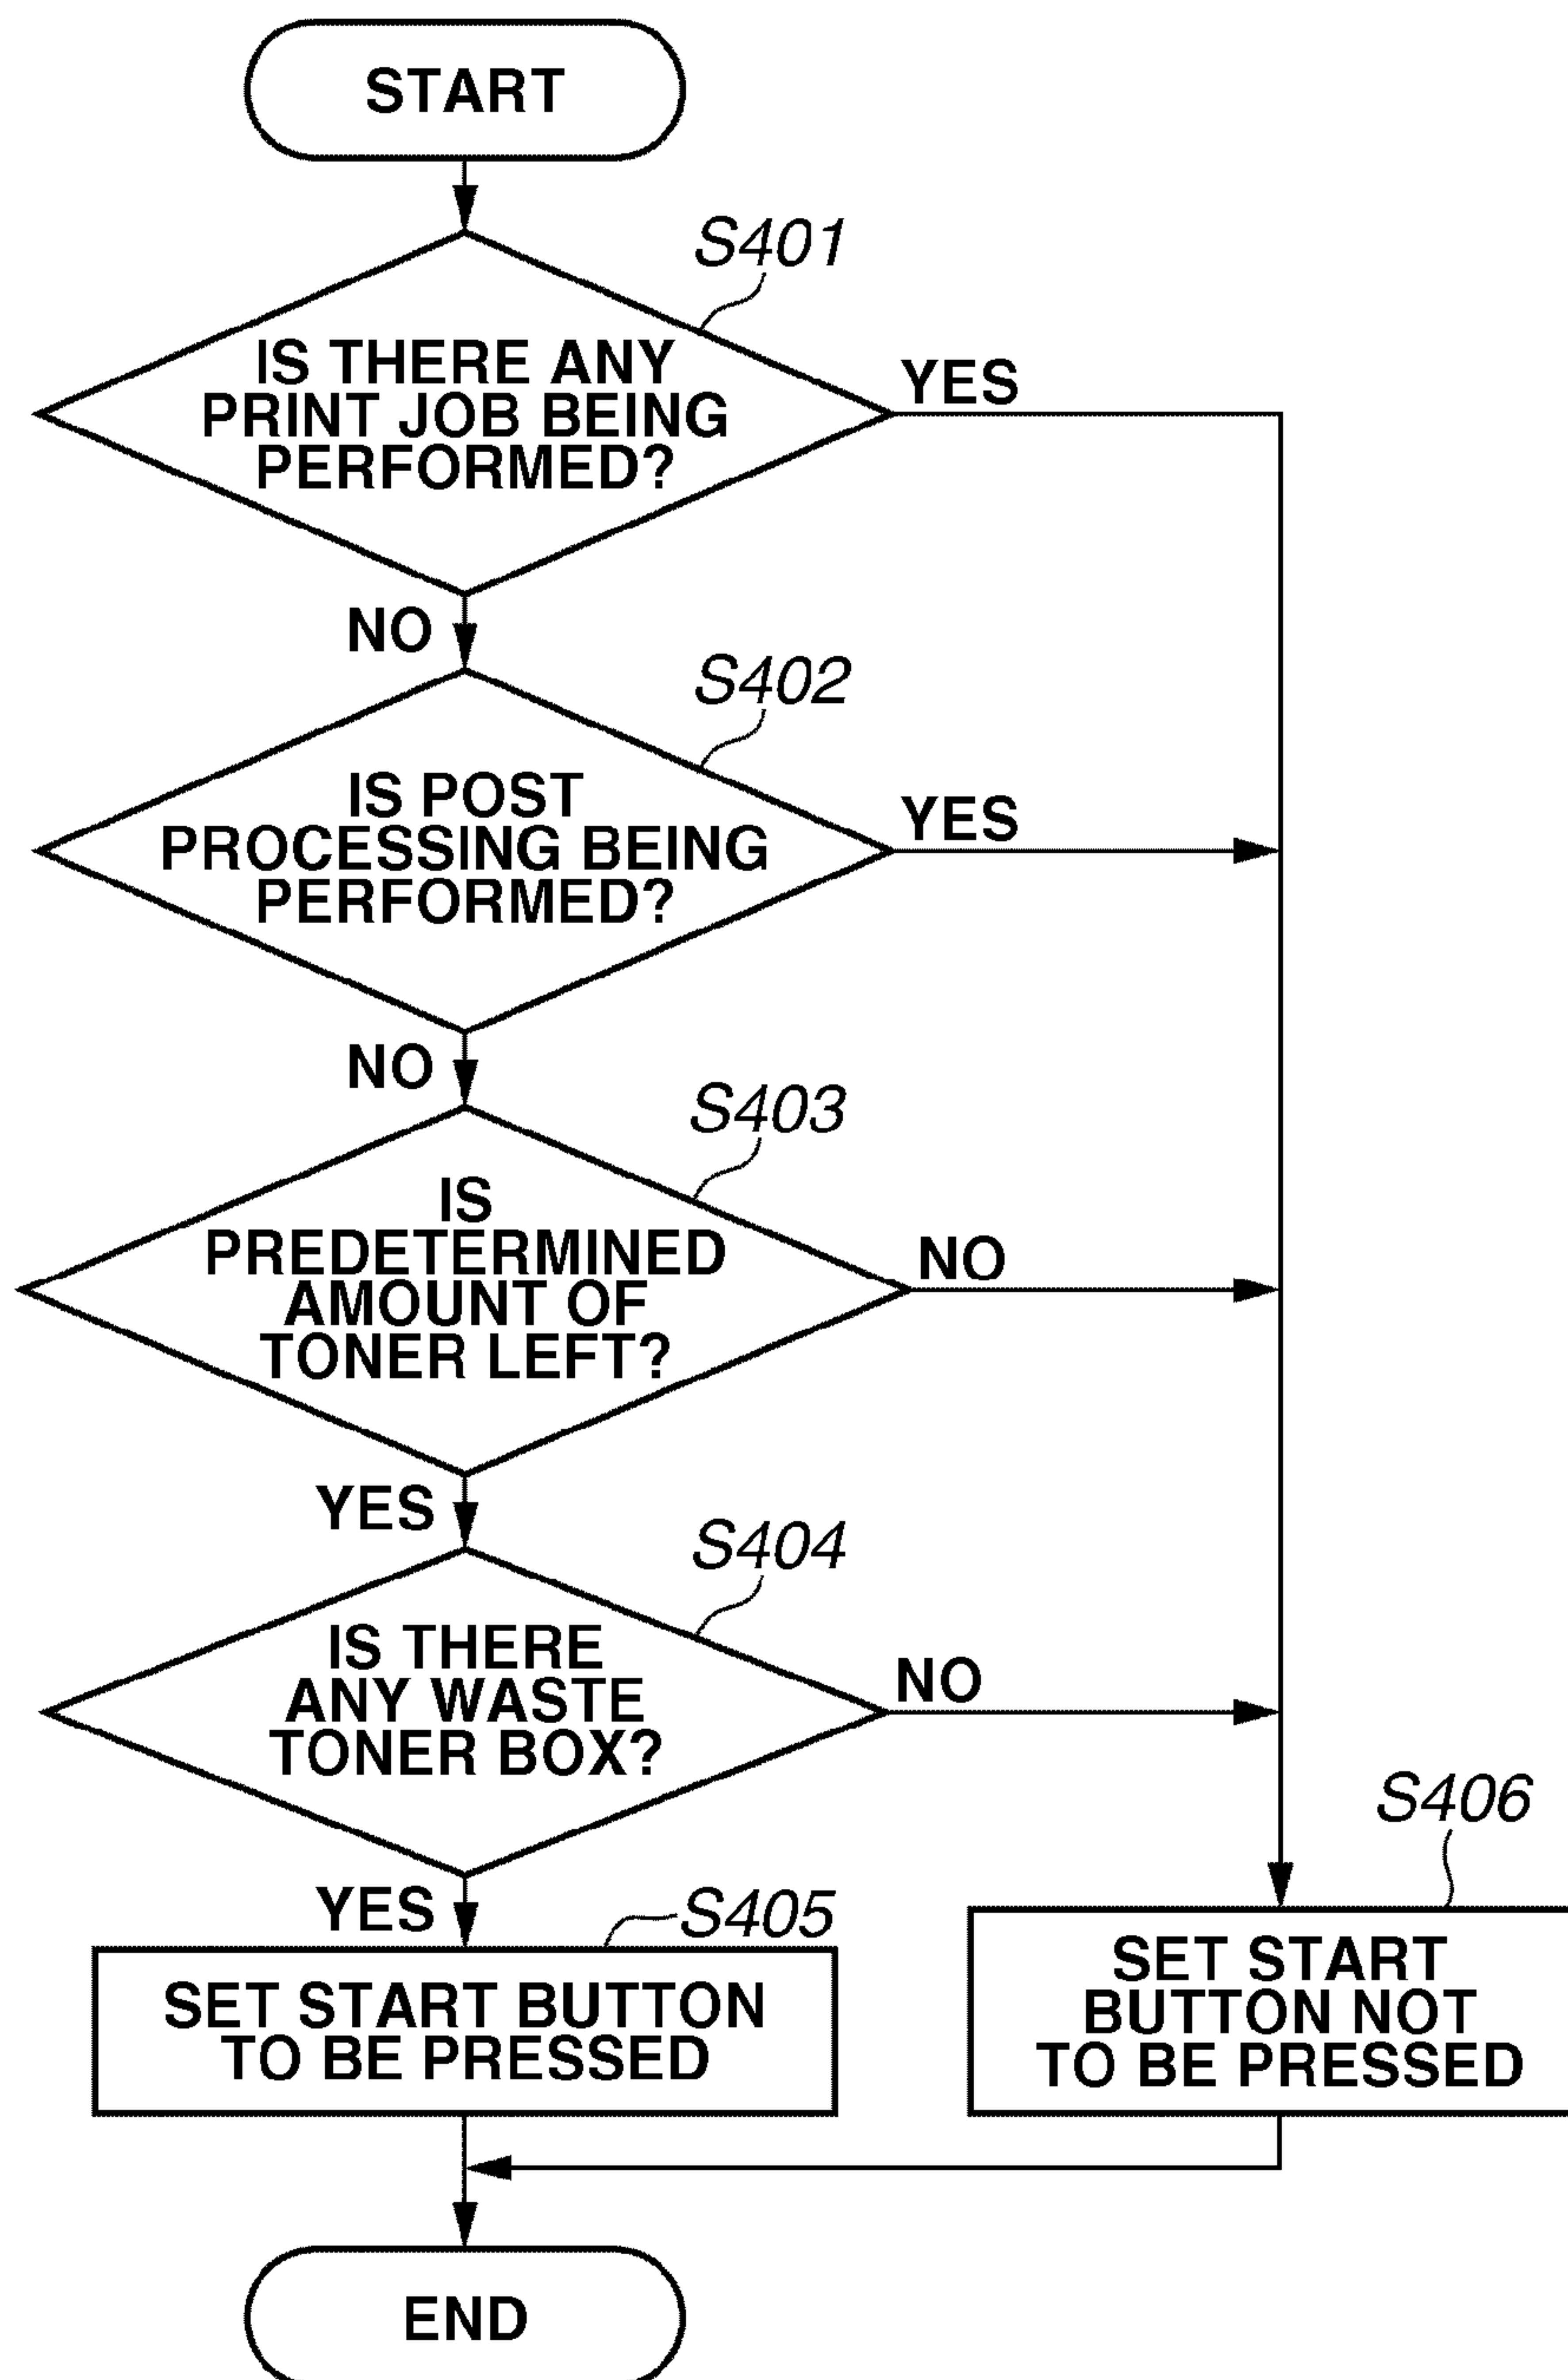 START
S401
IS THERE ANY
PRINT JOB BEING
PERFORMED?
YES
NO
S402
IS POST
PROCESSING BEING
PERFORMED?
YES
NO
S403
IS
PREDETERMINED
AMOUNT OF
TONER LEFT?
NO
YES
S404
IS THERE
ANY WASTE
TONER BOX?
NO
YES
S405
SET START BUTTON
TO BE PRESSED
S406
SET START
BUTTON NOT
TO BE PRESSED
END